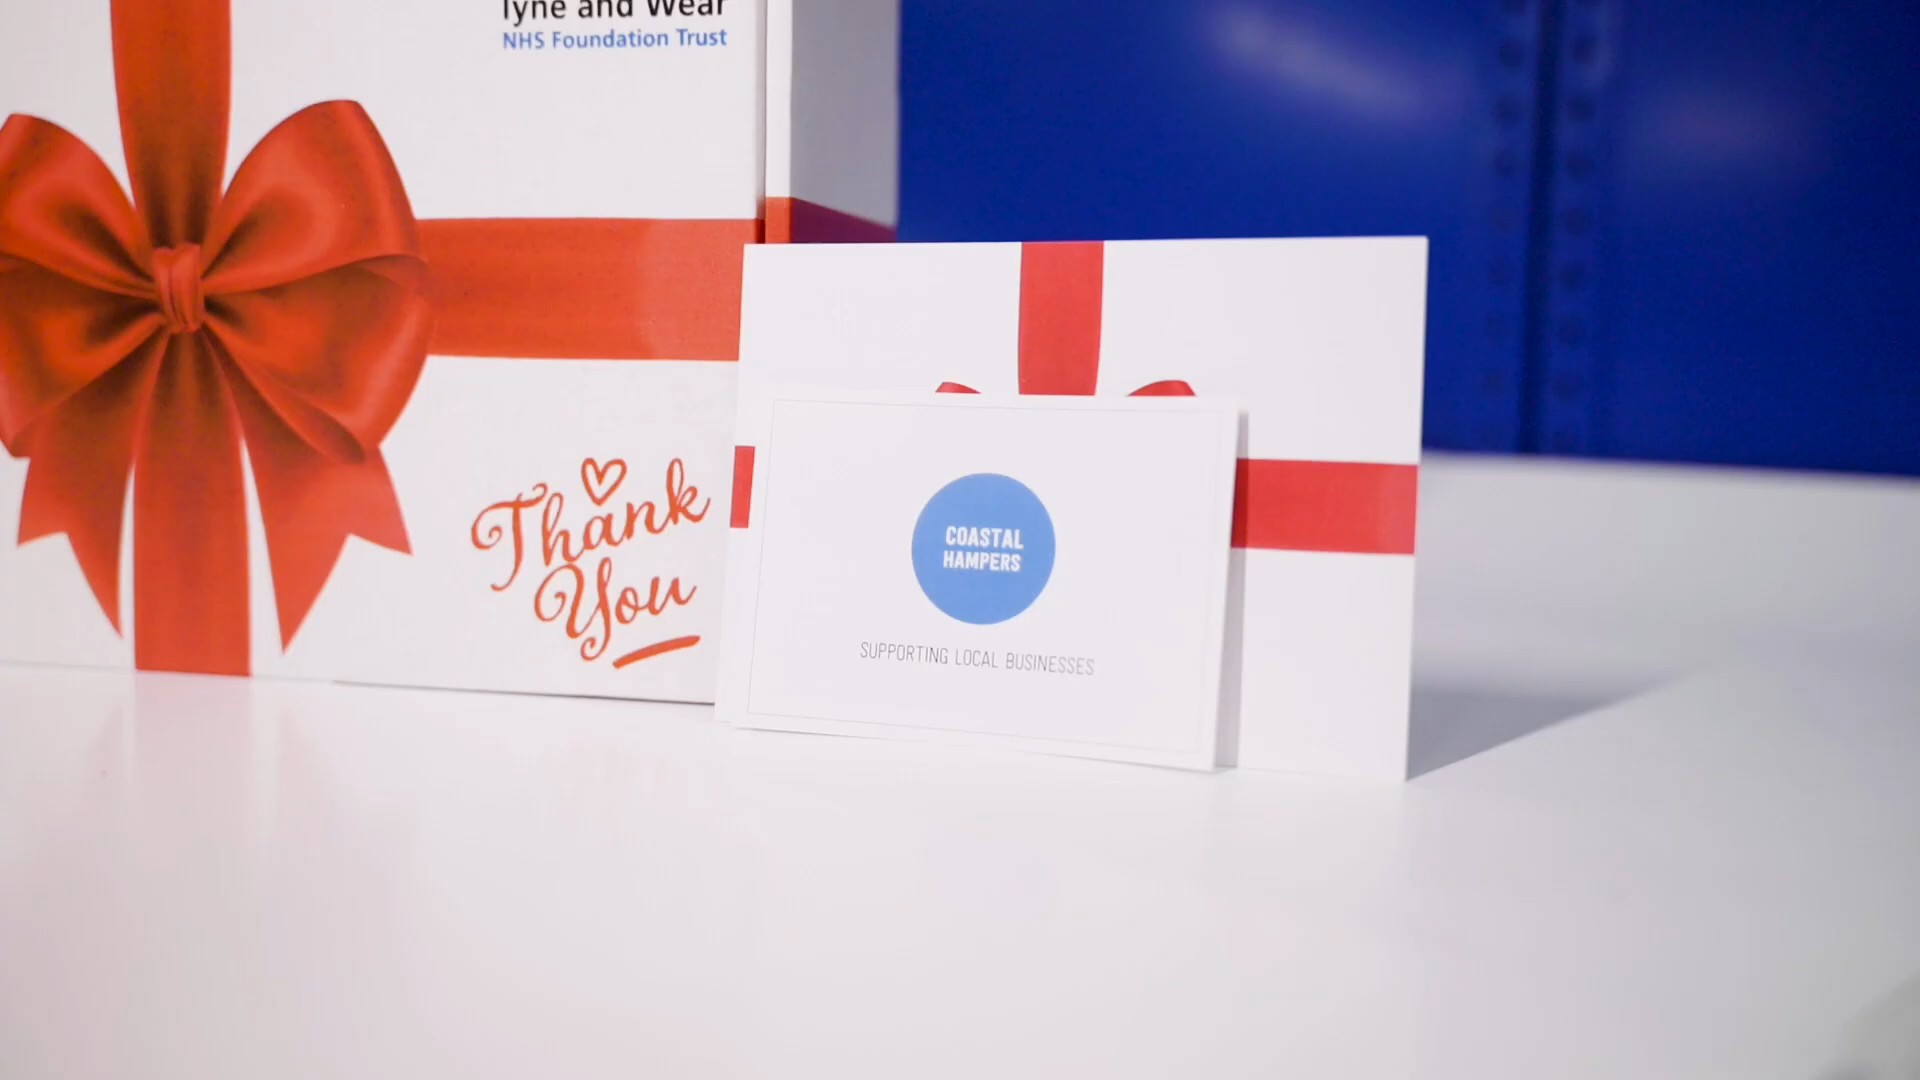 Tyne and Wear
NHS Foundation Trust
Thank
You
COASTAL
HAMPERS
SUPPORTING LOCAL BUSINESSES